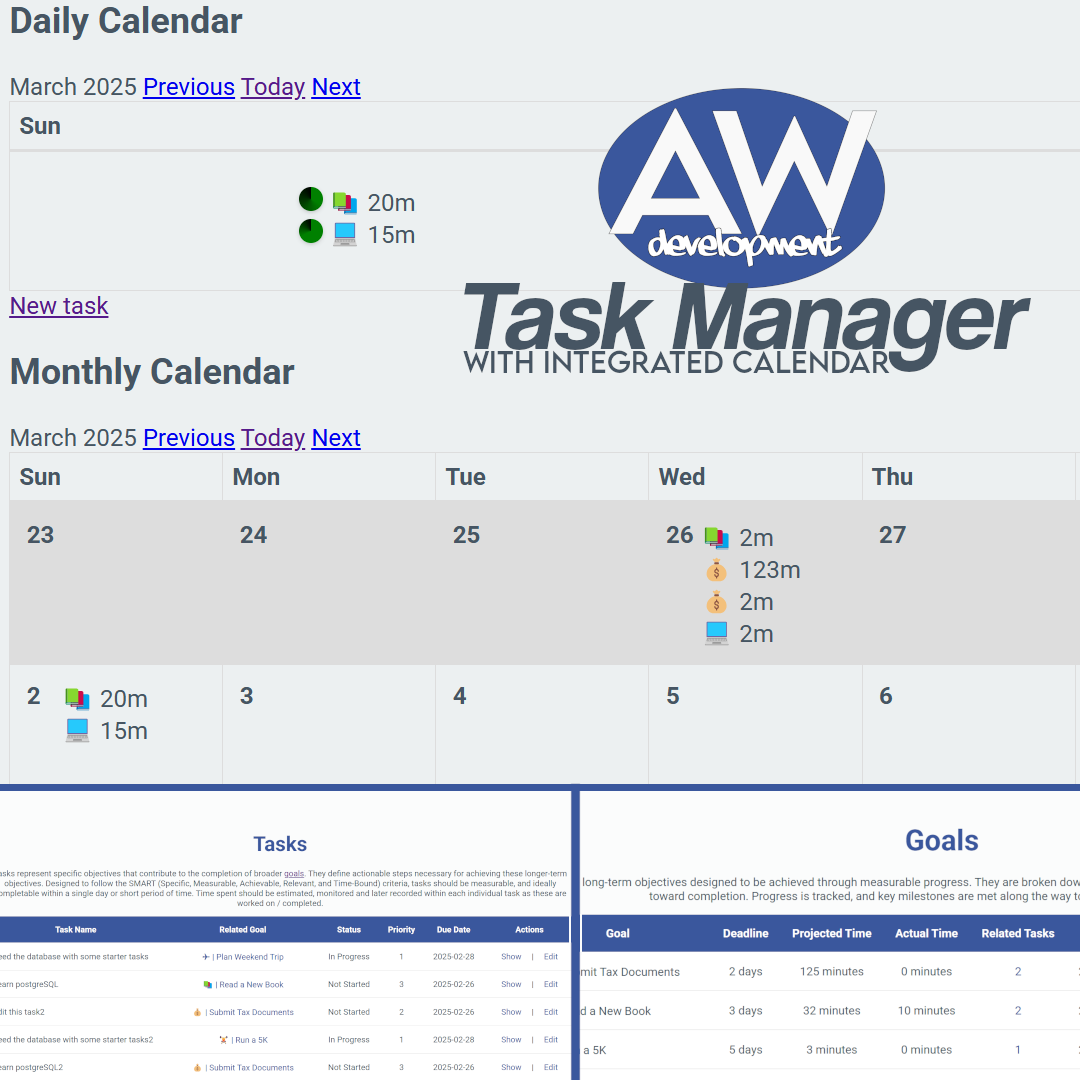 Daily Calendar
March 2025 Previous Today Next
Sun
20m
15m
New task
AW
development
Task Manager
WITH INTEGRATED CALENDAR
Monthly Calendar
March 2025 Previous Today Next
Sun Mon Tue Wed Thu
23 24 25 26 2m 27
123m
2m
2m
2 20m 3 4 5 6
15m
Tasks
asks represent specific objectives that contribute to the completion of broader goals. They define actionable steps necessary for achieving these longer-term
objectives. Designed to follow the SMART (Specific, Measurable, Achievable, Relevant, and Time-Bound) criteria, tasks should be measurable, and ideally
ompletable within a single day or short period of time. Time spent should be estimated, monitored and later recorded within each individual task as these are
worked on / completed.
Task Name Related Goal Status Priority Due Date Actions
eed the database with some starter tasks | Plan Weekend Trip In Progress 1 2025-02-28 Show | Edit
earn postgreSQL | Read a New Book Not Started 3 2025-02-26 Show | Edit
dit this task2 | Submit Tax Documents Not Started 2 2025-02-26 Show | Edit
eed the database with some starter tasks2 | Run a 5K In Progress 1 2025-02-28 Show | Edit
earn postgreSQL2 | Submit Tax Documents Not Started 3 2025-02-26 Show | Edit
Goals
long-term objectives designed to be achieved through measurable progress. They are broken dow
toward completion. Progress is tracked, and key milestones are met along the way to
Goal Deadline Projected Time Actual Time Related Tasks
mit Tax Documents 2 days 125 minutes 0 minutes 2
d a New Book 3 days 32 minutes 10 minutes 2
a 5K 5 days 3 minutes 0 minutes 1